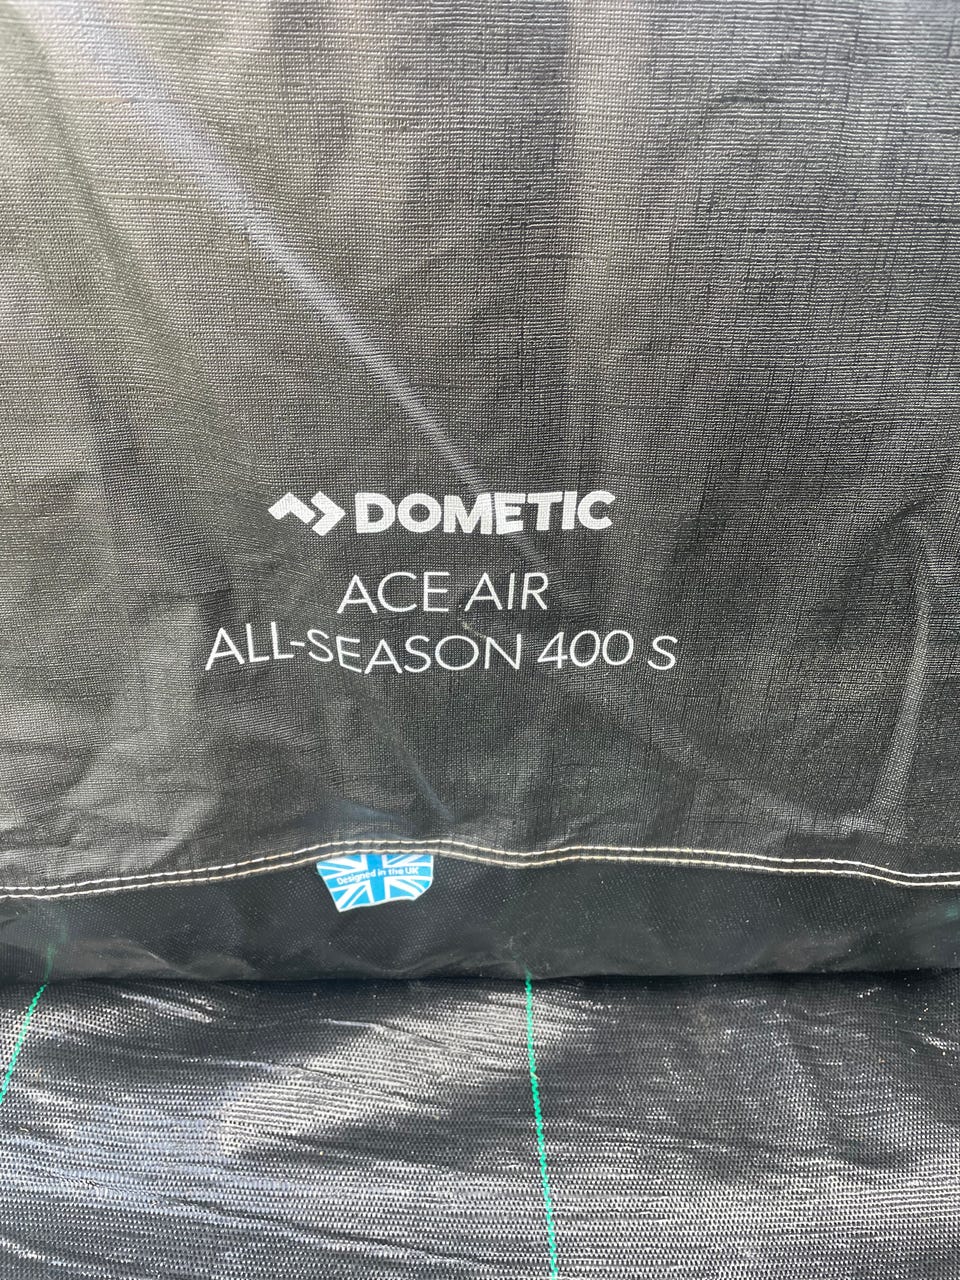 DOMETIC
ACE AIR
ALL-SEASON 400 S
Designed in the UK